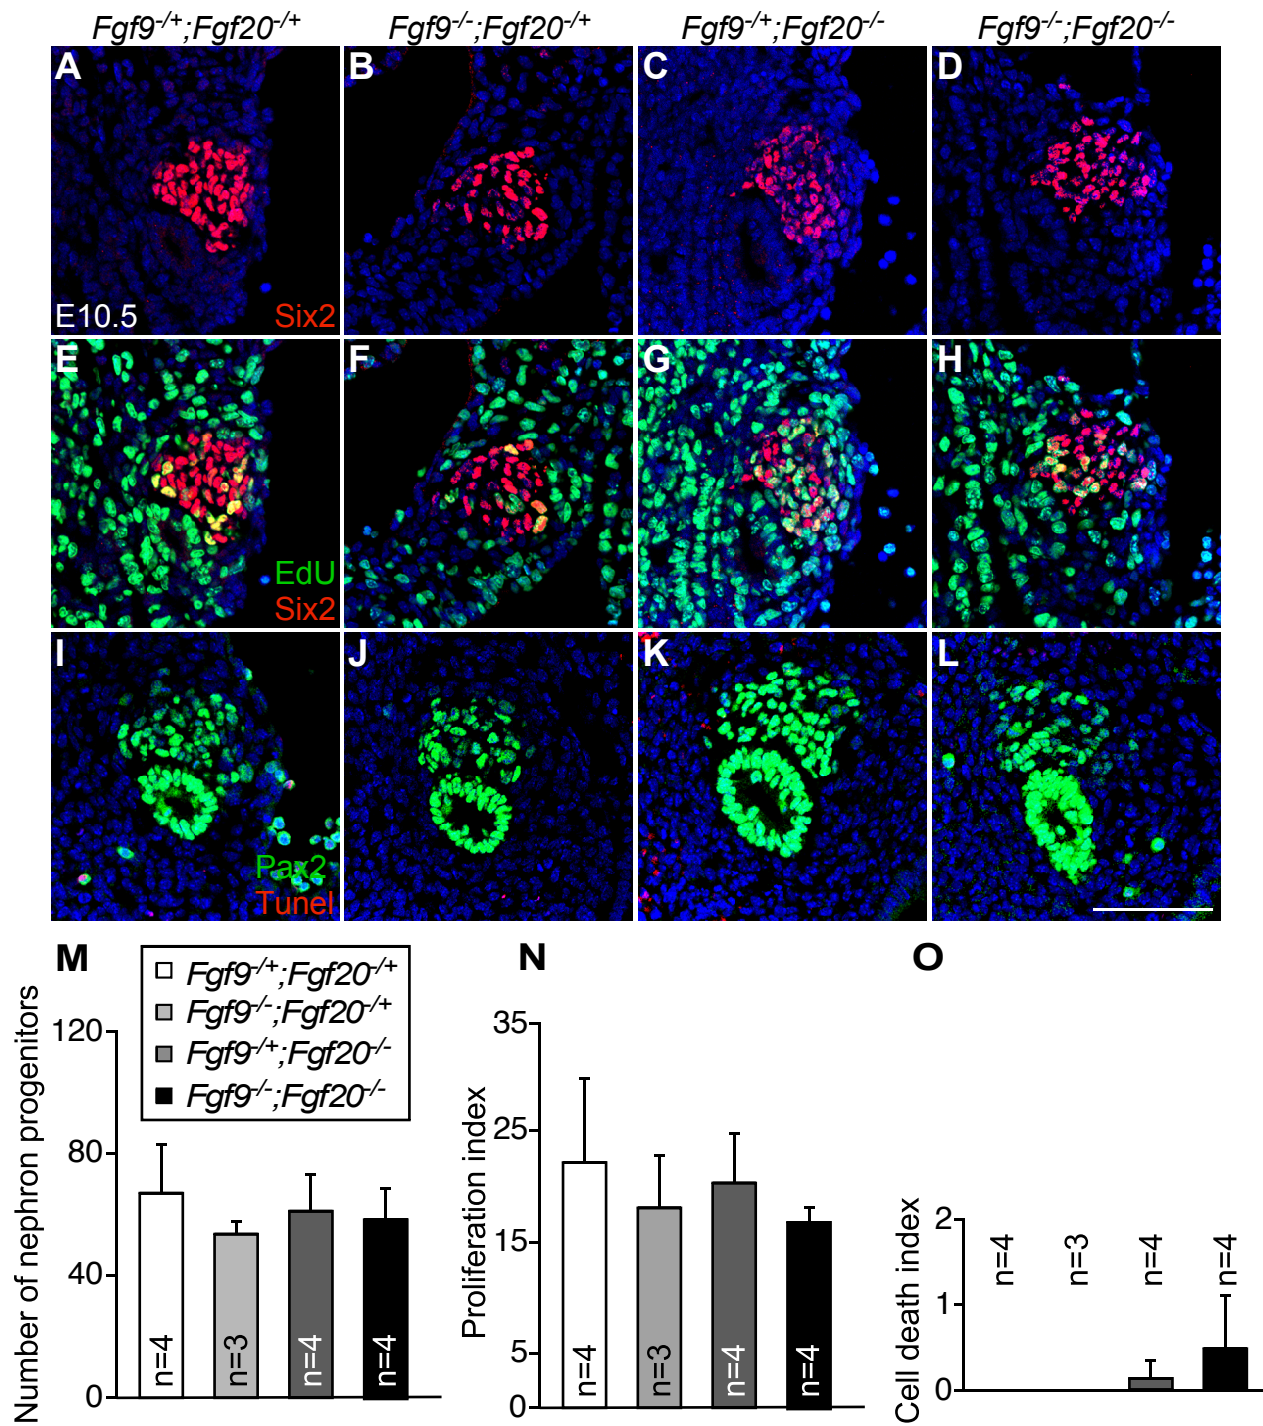 Fgf9-/+;Fgf20-/+ Fgf9-/-;Fgf20-/+ Fgf9-/+;Fgf20-/- Fgf9-/-;Fgf20-/-
A B C D
E10.5 Six2
E F G H
EdU
Six2
I J K L
Pax2
Tunel
M N O
Fgf9-/+;Fgf20-/+
Fgf9-/-;Fgf20-/+
Fgf9-/+;Fgf20-/-
Fgf9-/-;Fgf20-/-
Number of nephron progenitors
120
80
40
0
n=4 n=3 n=4 n=4
Proliferation index
35
25
15
5
0
n=4 n=3 n=4 n=4
Cell death index
2
1
0
n=4 n=3 n=4 n=4